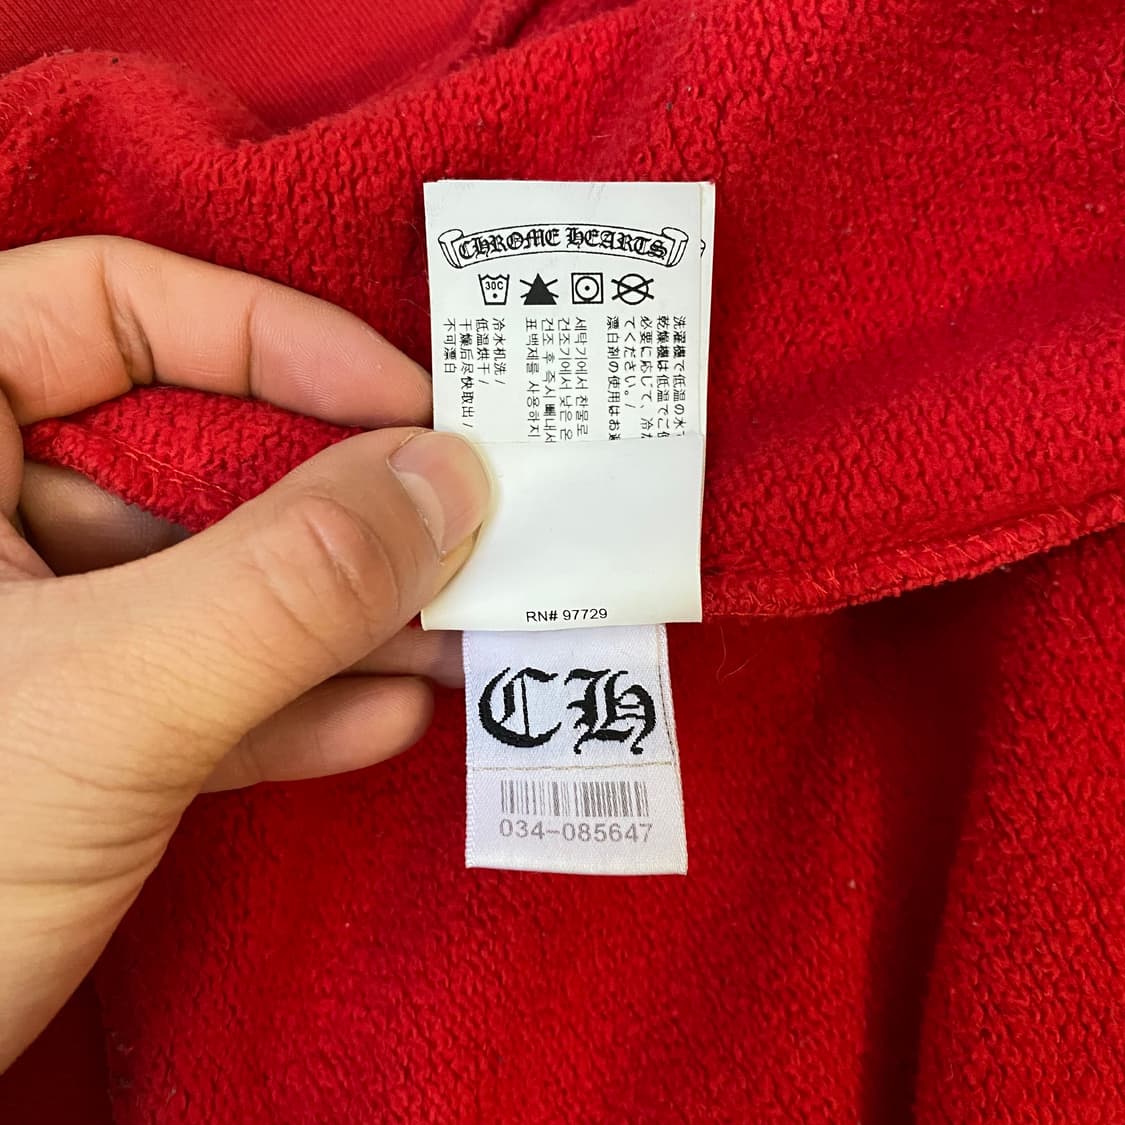 CHROME HEARTS
30C
洗濯機で低温の水
乾燥機は低温でご
必要に応じて、冷
てください。/
漂白剤の使用はお
세탁기에서 찬물로
건조기에서 낮은 온
건조 후 즉시 빼내서
표백제를 사용하지
冷水机洗 /
低温烘干 /
干燥后尽快取出 /
不可漂白
RN# 97729
CH
034-085647